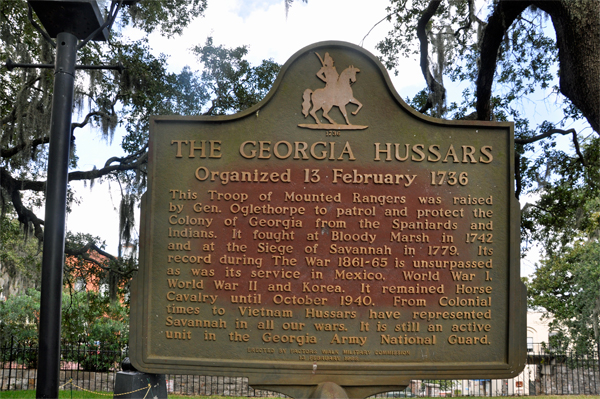 1736
THE GEORGIA HUSSARS
Organized 13 February 1736
This Troop of Mounted Rangers was raised
by Gen. Oglethorpe to patrol and protect the
Colony of Georgia from the Spaniards and
Indians. It fought at Bloody Marsh in 1742
and at the Siege of Savannah in 1779. Its
record during The War 1861-65 is unsurpassed
as was its service in Mexico, World War I,
World War II and Korea. It remained Horse
Cavalry until October 1940. From Colonial
times to Vietnam Hussars have represented
Savannah in all our wars. It is still an active
unit in the Georgia Army National Guard.
ERECTED BY MILITARY COMMISSION